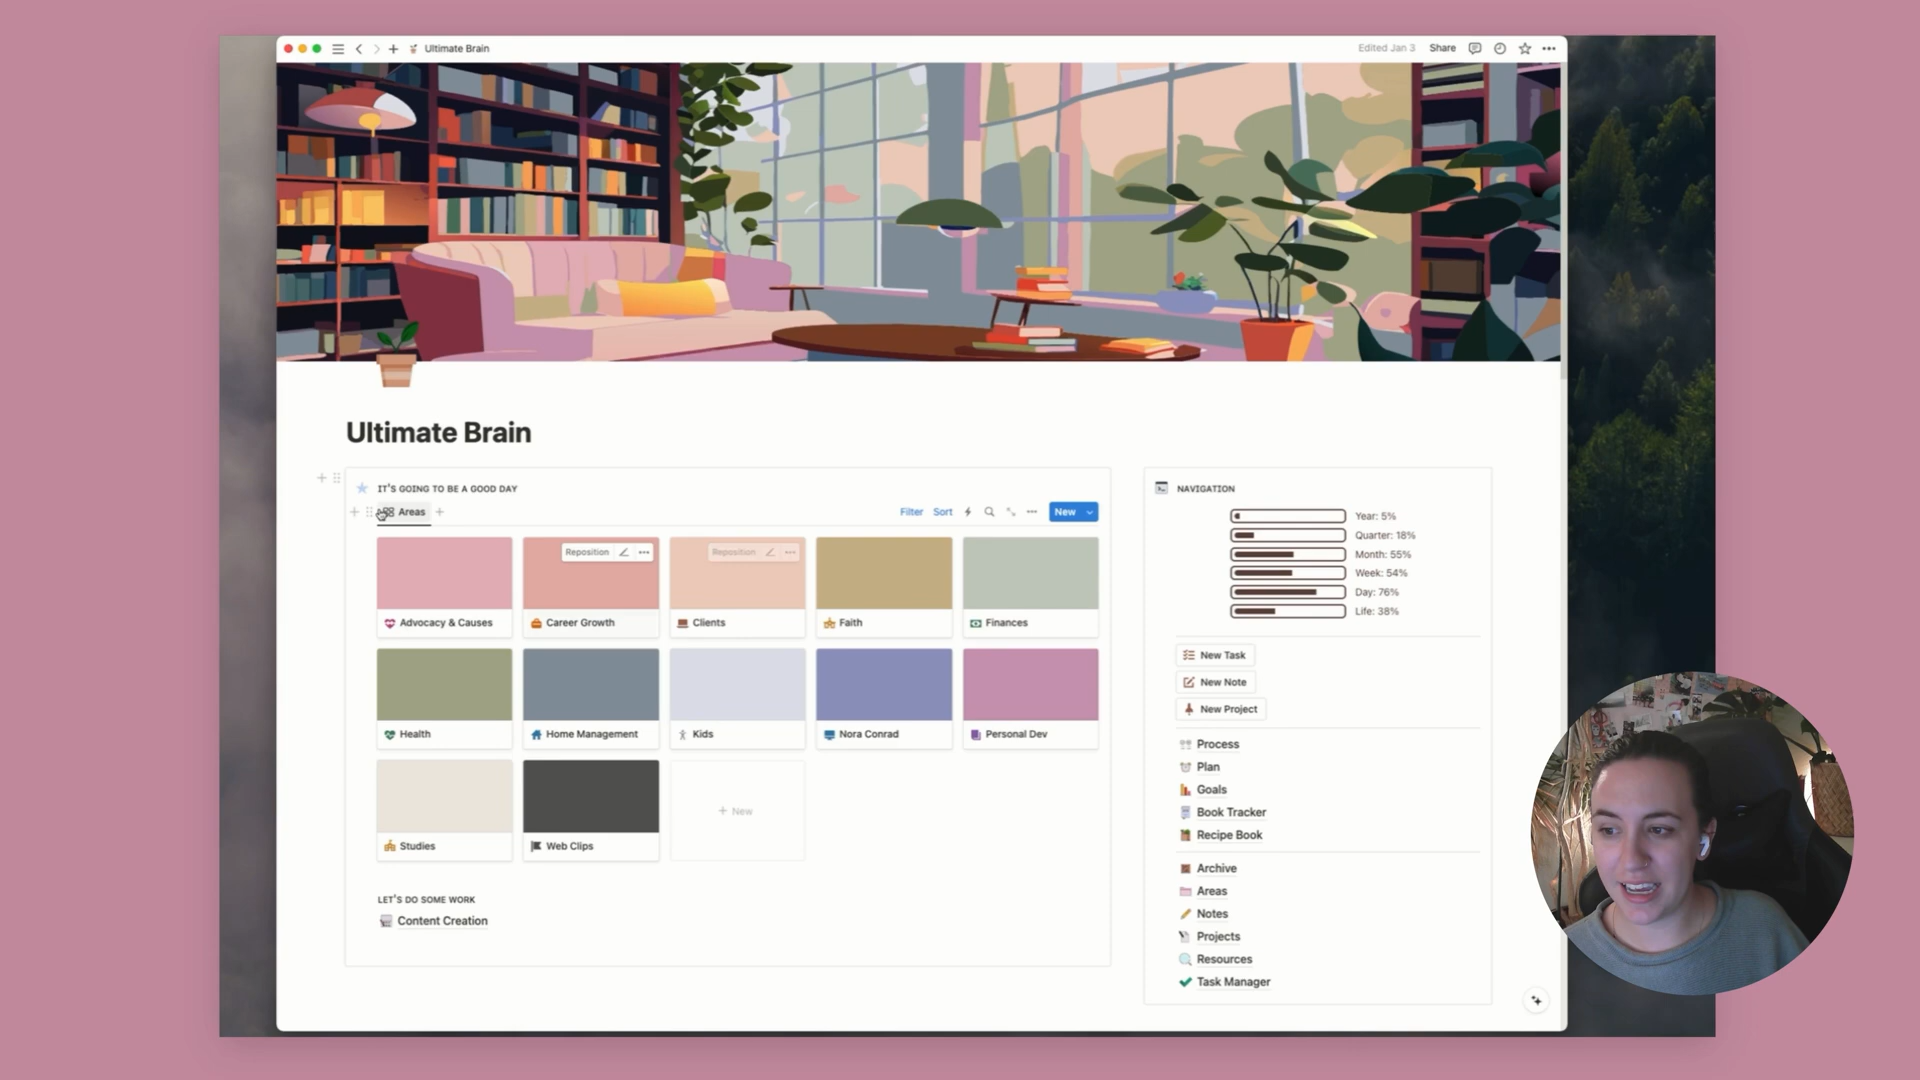 Ultimate Brain
Edited Jan 3
Share
Ultimate Brain
IT'S GOING TO BE A GOOD DAY
Areas
Filter
Sort
New
Reposition
Reposition
Advocacy & Causes
Career Growth
Clients
Faith
Finances
Health
Home Management
Kids
Nora Conrad
Personal Dev
Studies
Web Clips
+ New
LET'S DO SOME WORK
Content Creation
NAVIGATION
Year: 5%
Quarter: 18%
Month: 55%
Week: 54%
Day: 76%
Life: 38%
New Task
New Note
New Project
Process
Plan
Goals
Book Tracker
Recipe Book
Archive
Areas
Notes
Projects
Resources
Task Manager